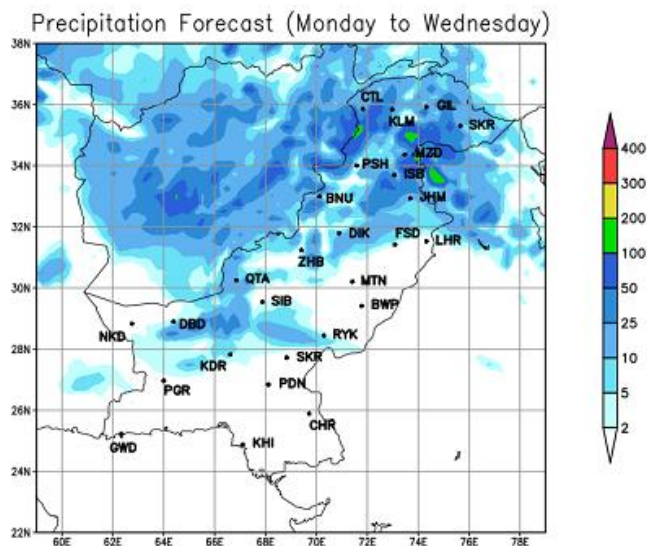 Precipitation Forecast (Monday to Wednesday)
38N
36N
34N
32N
30N
28N
26N
24N
22N
60E
62E
64E
66E
68E
70E
72E
74E
76E
78E
CTL
GIL
KLM
SKR
MZD
PSH
ISB
BNU
JHM
DIK
FSD
LHR
ZHB
QTA
MTN
SIB
BWP
DBD
NKD
RYK
SKR
KDR
PGR
PDN
CHR
GWD
KHI
400
300
200
100
50
25
10
5
2